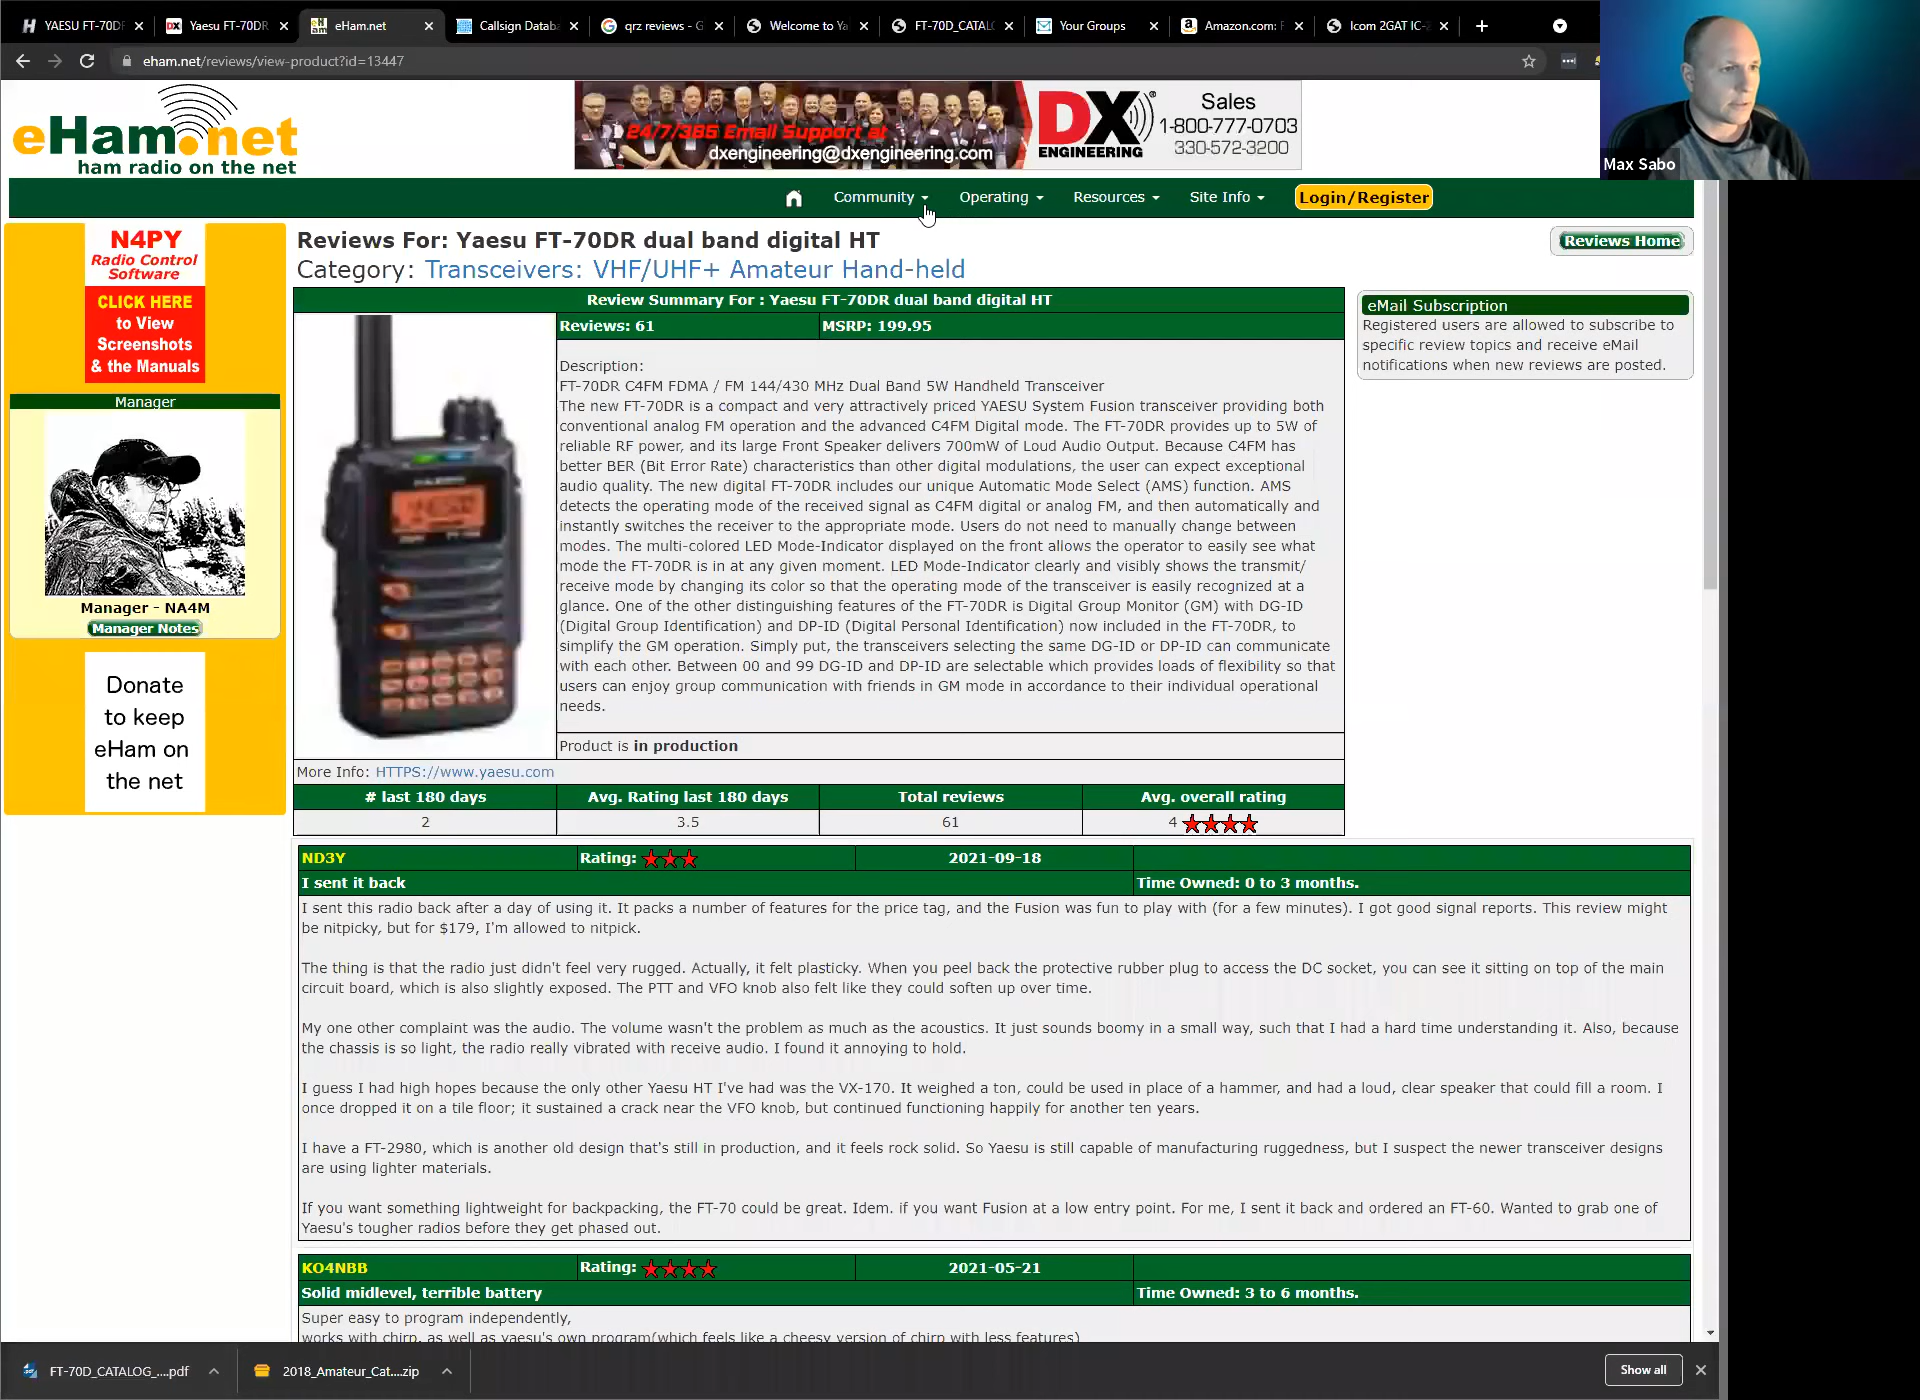 YAESU FT-70DR
Yaesu FT-70DR
eHam.net
Callsign Databa
qrz reviews - G
Welcome to Ya
FT-70D_CATALO
Your Groups
Amazon.com: F
Icom 2GAT IC-2
eham.net/reviews/view-product?id=13447
Max Sabo
eHam.net
ham radio on the net
24/7/365 Email Support at
dxengineering@dxengineering.com
DX
ENGINEERING
Sales
1-800-777-0703
330-572-3200
Community
Operating
Resources
Site Info
Login/Register
N4PY
Radio Control
Software
CLICK HERE
to View
Screenshots
& the Manuals
Manager
Manager - NA4M
Manager Notes
Donate
to keep
eHam on
the net
Reviews For: Yaesu FT-70DR dual band digital HT
Reviews Home
Category: Transceivers: VHF/UHF+ Amateur Hand-held
Review Summary For : Yaesu FT-70DR dual band digital HT
Reviews: 61
MSRP: 199.95
Description:
FT-70DR C4FM FDMA / FM 144/430 MHz Dual Band 5W Handheld Transceiver
The new FT-70DR is a compact and very attractively priced YAESU System Fusion transceiver providing both
conventional analog FM operation and the advanced C4FM Digital mode. The FT-70DR provides up to 5W of
reliable RF power, and its large Front Speaker delivers 700mW of Loud Audio Output. Because C4FM has
better BER (Bit Error Rate) characteristics than other digital modulations, the user can expect exceptional
audio quality. The new digital FT-70DR includes our unique Automatic Mode Select (AMS) function. AMS
detects the operating mode of the received signal as C4FM digital or analog FM, and then automatically and
instantly switches the receiver to the appropriate mode. Users do not need to manually change between
modes. The multi-colored LED Mode-Indicator displayed on the front allows the operator to easily see what
mode the FT-70DR is in at any given moment. LED Mode-Indicator clearly and visibly shows the transmit/
receive mode by changing its color so that the operating mode of the transceiver is easily recognized at a
glance. One of the other distinguishing features of the FT-70DR is Digital Group Monitor (GM) with DG-ID
(Digital Group Identification) and DP-ID (Digital Personal Identification) now included in the FT-70DR, to
simplify the GM operation. Simply put, the transceivers selecting the same DG-ID or DP-ID can communicate
with each other. Between 00 and 99 DG-ID and DP-ID are selectable which provides loads of flexibility so that
users can enjoy group communication with friends in GM mode in accordance to their individual operational
needs.
Product is in production
More Info: HTTPS://www.yaesu.com
# last 180 days
Avg. Rating last 180 days
Total reviews
Avg. overall rating
2
3.5
61
4
eMail Subscription
Registered users are allowed to subscribe to
specific review topics and receive eMail
notifications when new reviews are posted.
ND3Y
Rating:
2021-09-18
I sent it back
Time Owned: 0 to 3 months.
I sent this radio back after a day of using it. It packs a number of features for the price tag, and the Fusion was fun to play with (for a few minutes). I got good signal reports. This review might
be nitpicky, but for $179, I'm allowed to nitpick.
The thing is that the radio just didn't feel very rugged. Actually, it felt plasticky. When you peel back the protective rubber plug to access the DC socket, you can see it sitting on top of the main
circuit board, which is also slightly exposed. The PTT and VFO knob also felt like they could soften up over time.
My one other complaint was the audio. The volume wasn't the problem as much as the acoustics. It just sounds boomy in a small way, such that I had a hard time understanding it. Also, because
the chassis is so light, the radio really vibrated with receive audio. I found it annoying to hold.
I guess I had high hopes because the only other Yaesu HT I've had was the VX-170. It weighed a ton, could be used in place of a hammer, and had a loud, clear speaker that could fill a room. I
once dropped it on a tile floor; it sustained a crack near the VFO knob, but continued functioning happily for another ten years.
I have a FT-2980, which is another old design that's still in production, and it feels rock solid. So Yaesu is still capable of manufacturing ruggedness, but I suspect the newer transceiver designs
are using lighter materials.
If you want something lightweight for backpacking, the FT-70 could be great. Idem. if you want Fusion at a low entry point. For me, I sent it back and ordered an FT-60. Wanted to grab one of
Yaesu's tougher radios before they get phased out.
KO4NBB
Rating:
2021-05-21
Solid midlevel, terrible battery
Time Owned: 3 to 6 months.
Super easy to program independently,
works with chirp, as well as yaesu's own program(which feels like a cheesy version of chirp with less features)
FT-70D_CATALOG_....pdf
2018_Amateur_Cat....zip
Show all